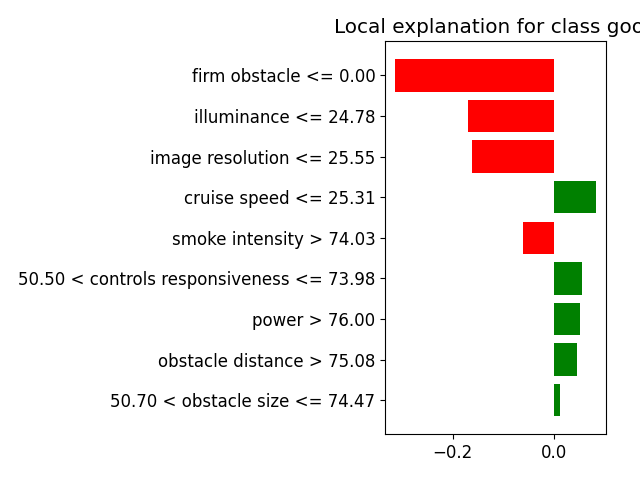 Local explanation for class goo
firm obstacle <= 0.00
illuminance <= 24.78
image resolution <= 25.55
cruise speed <= 25.31
smoke intensity > 74.03
50.50 < controls responsiveness <= 73.98
power > 76.00
obstacle distance > 75.08
50.70 < obstacle size <= 74.47
−0.2 0.0